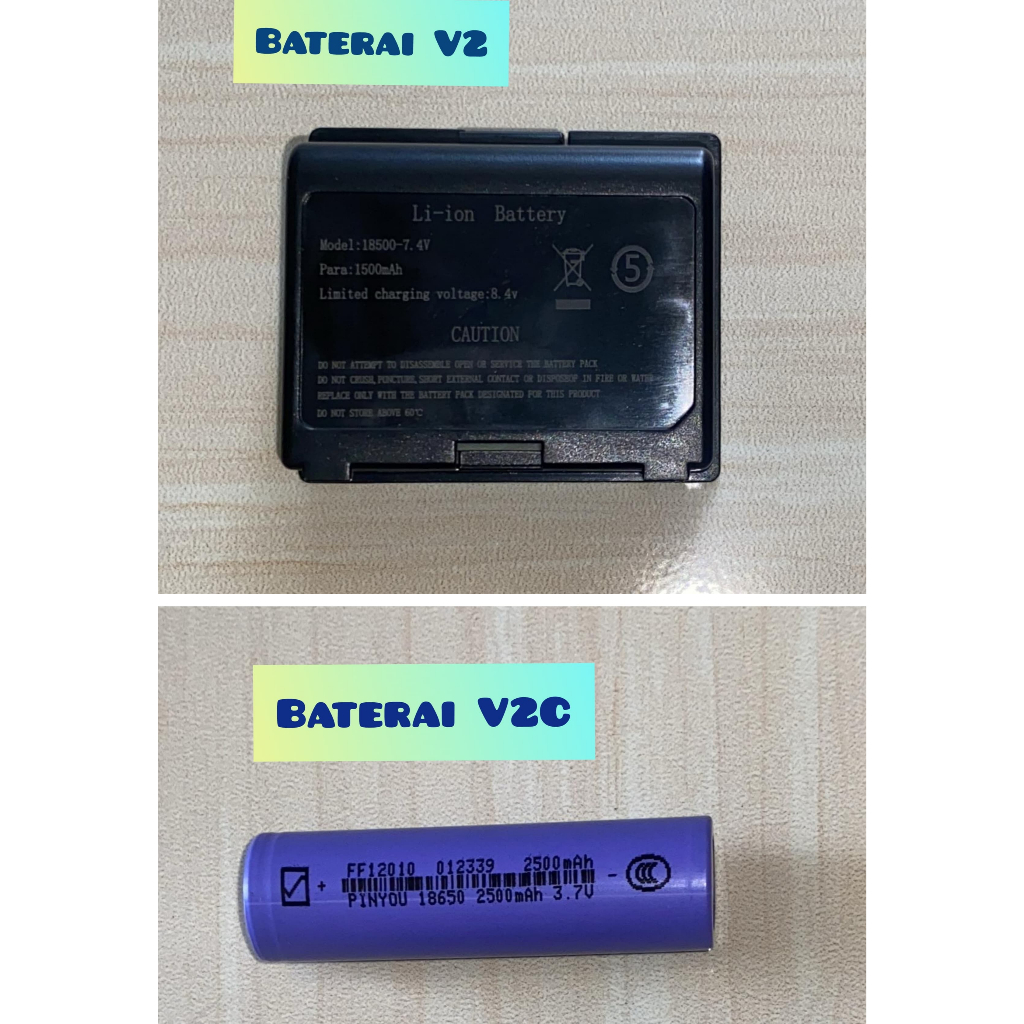 BATERAI V2
Li-ion Battery
Model:18500-7.4V
Para:1500mAh
Limited charging voltage:8.4v
5
CAUTION
DO NOT ATTEMPT TO DISASSEMBLE OPEN OR SERVICE THE BATTERY PACK
DO NOT CRUSH,PUNCTURE,SHORT EXTERNAL CONTACT OR DISPOSEOF IN FIRE OR WATER
REPLACE ONLY WITH THE BATTERY PACK DESIGNATED FOR THIS PRODUCT
DO NOT STORE ABOVE 60℃
BATERAI V2C
FF12010 012339 2500mAh
+ -
PINYOU 18650 2500mAh 3.7V
CCC